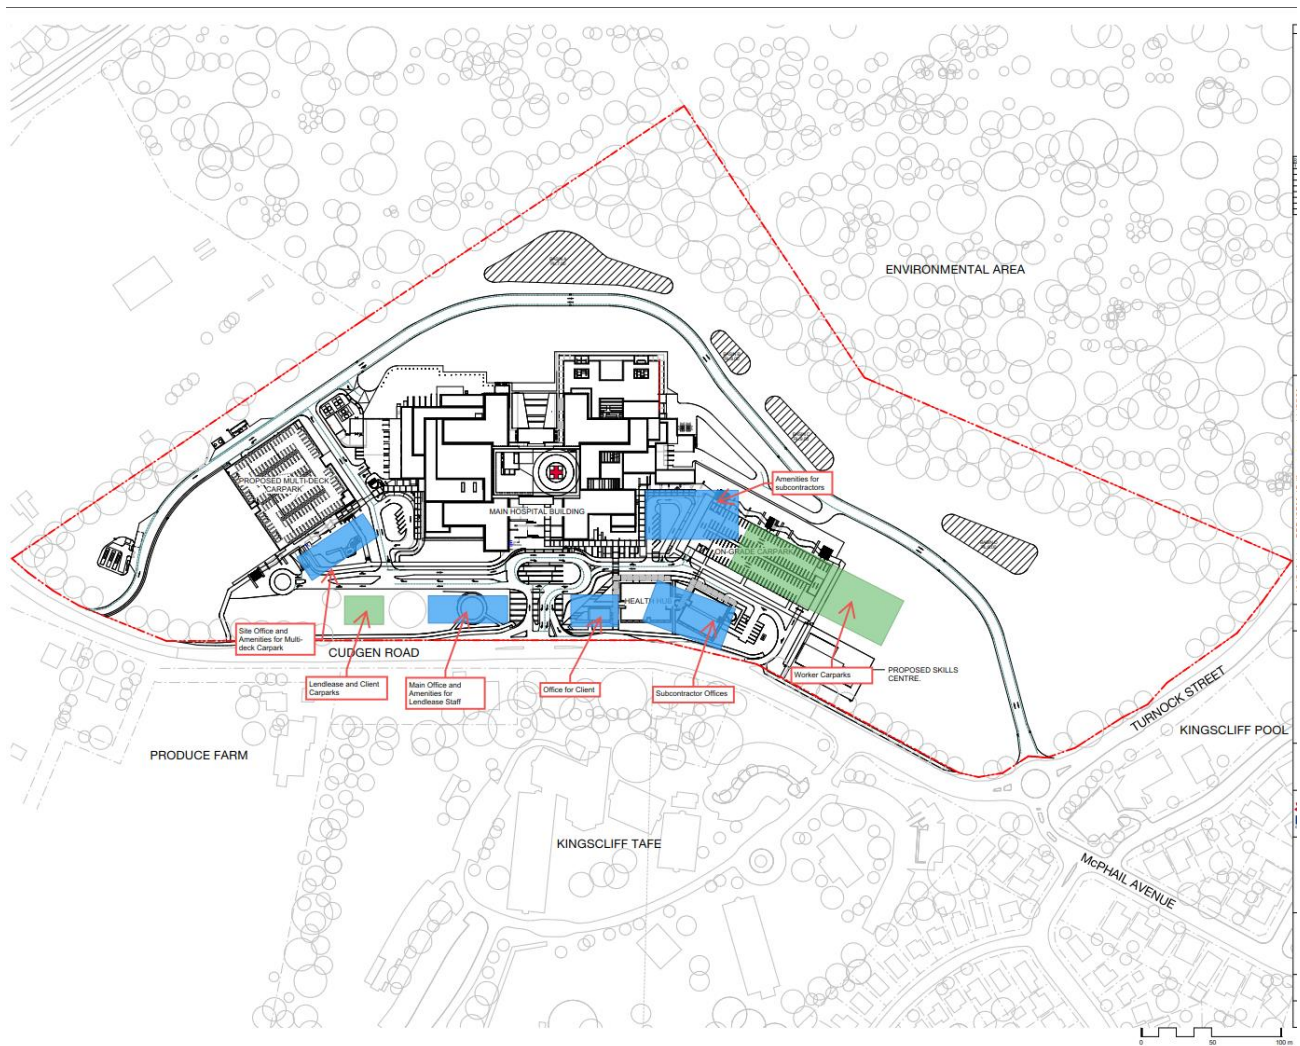 ENVIRONMENTAL AREA
PROPOSED MULTI-DECK
CARPARK
Amenities for
subcontractors
MAIN HOSPITAL BUILDING
ON-GRADE CARPARK
HEALTH HUB
Site Office and
Amenities for Multi-
deck Carpark
CUDGEN ROAD
Lendlease and Client
Carparks
Main Office and
Amenities for
Lendlease Staff
Office for Client
Subcontractor Offices
Worker Carparks
PROPOSED SKILLS
CENTRE.
TURNOCK STREET
KINGSCLIFF POOL
PRODUCE FARM
KINGSCLIFF TAFE
McPHAIL AVENUE
0 50 100 m